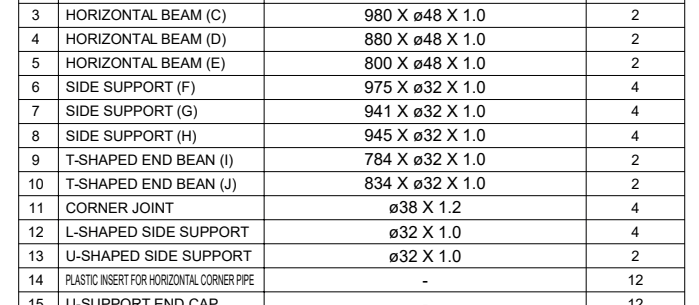 3 HORIZONTAL BEAM (C) 980 X ø48 X 1.0 2
4 HORIZONTAL BEAM (D) 880 X ø48 X 1.0 2
5 HORIZONTAL BEAM (E) 800 X ø48 X 1.0 2
6 SIDE SUPPORT (F) 975 X ø32 X 1.0 4
7 SIDE SUPPORT (G) 941 X ø32 X 1.0 4
8 SIDE SUPPORT (H) 945 X ø32 X 1.0 4
9 T-SHAPED END BEAN (I) 784 X ø32 X 1.0 2
10 T-SHAPED END BEAN (J) 834 X ø32 X 1.0 2
11 CORNER JOINT ø38 X 1.2 4
12 L-SHAPED SIDE SUPPORT ø32 X 1.0 4
13 U-SHAPED SIDE SUPPORT ø32 X 1.0 2
14 PLASTIC INSERT FOR HORIZONTAL CORNER PIPE - 12
15 U-SUPPORT END CAP 12